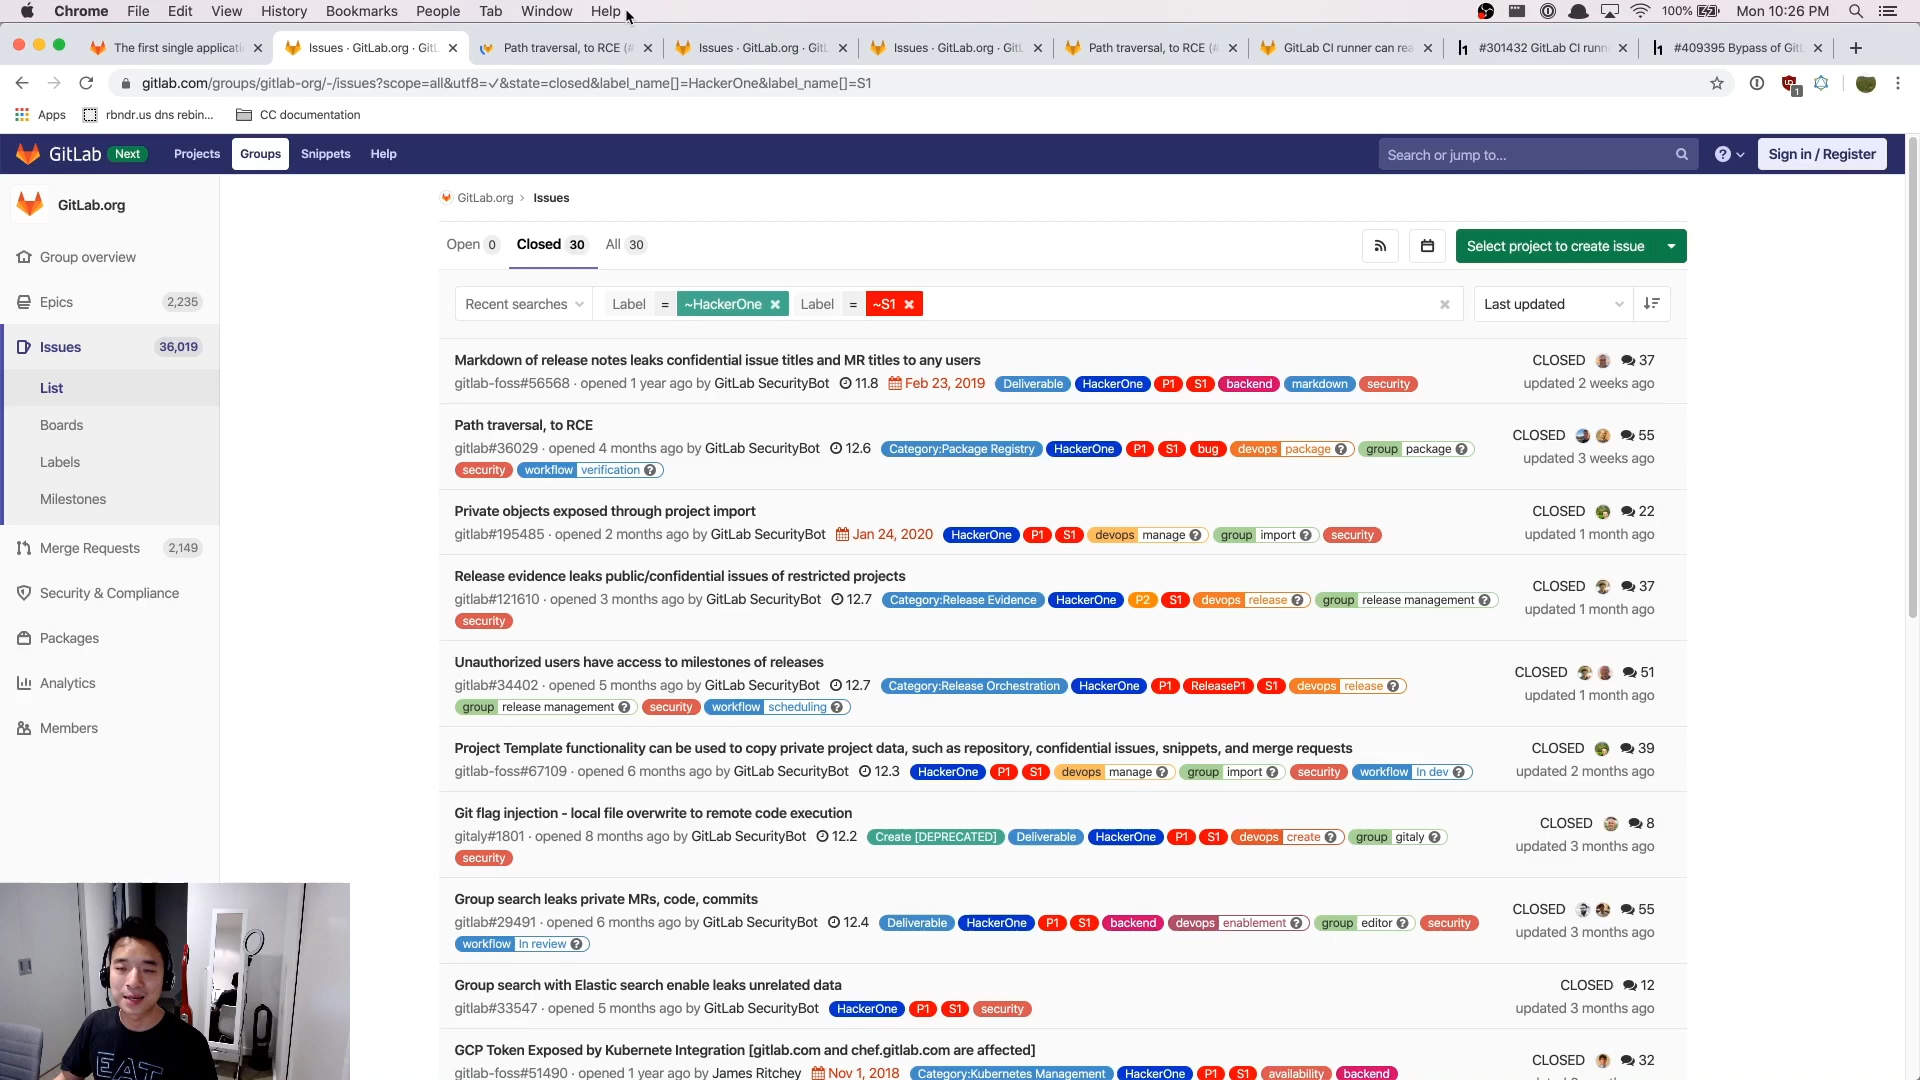 Chrome File Edit View History Bookmarks People Tab Window Help 100% Mon 10:26 PM
The first single applicati Issues · GitLab.org · GitL Path traversal, to RCE (# Issues · GitLab.org · GitL Issues · GitLab.org · GitL Path traversal, to RCE (# GitLab CI runner can rea #301432 GitLab CI runn #409395 Bypass of GitL
gitlab.com/groups/gitlab-org/-/issues?scope=all&utf8=✓&state=closed&label_name[]=HackerOne&label_name[]=S1
Apps rbndr.us dns rebin... CC documentation
GitLab Next Projects Groups Snippets Help Search or jump to... Sign in / Register
GitLab.org
Group overview
Epics 2,235
Issues 36,019
List
Boards
Labels
Milestones
Merge Requests 2,149
Security & Compliance
Packages
Analytics
Members
GitLab.org > Issues
Open 0 Closed 30 All 30 Select project to create issue
Recent searches Label = ~HackerOne Label = ~S1 Last updated
Markdown of release notes leaks confidential issue titles and MR titles to any users CLOSED 37
gitlab-foss#56568 · opened 1 year ago by GitLab SecurityBot 11.8 Feb 23, 2019 Deliverable HackerOne P1 S1 backend markdown security updated 2 weeks ago
Path traversal, to RCE CLOSED 55
gitlab#36029 · opened 4 months ago by GitLab SecurityBot 12.6 Category:Package Registry HackerOne P1 S1 bug devops package group package updated 3 weeks ago
security workflow verification
Private objects exposed through project import CLOSED 22
gitlab#195485 · opened 2 months ago by GitLab SecurityBot Jan 24, 2020 HackerOne P1 S1 devops manage group import security updated 1 month ago
Release evidence leaks public/confidential issues of restricted projects CLOSED 37
gitlab#121610 · opened 3 months ago by GitLab SecurityBot 12.7 Category:Release Evidence HackerOne P2 S1 devops release group release management updated 1 month ago
security
Unauthorized users have access to milestones of releases CLOSED 51
gitlab#34402 · opened 5 months ago by GitLab SecurityBot 12.7 Category:Release Orchestration HackerOne P1 ReleaseP1 S1 devops release updated 1 month ago
group release management security workflow scheduling
Project Template functionality can be used to copy private project data, such as repository, confidential issues, snippets, and merge requests CLOSED 39
gitlab-foss#67109 · opened 6 months ago by GitLab SecurityBot 12.3 HackerOne P1 S1 devops manage group import security workflow In dev updated 2 months ago
Git flag injection - local file overwrite to remote code execution CLOSED 8
gitaly#1801 · opened 8 months ago by GitLab SecurityBot 12.2 Create [DEPRECATED] Deliverable HackerOne P1 S1 devops create group gitaly updated 3 months ago
security
Group search leaks private MRs, code, commits CLOSED 55
gitlab#29491 · opened 6 months ago by GitLab SecurityBot 12.4 Deliverable HackerOne P1 S1 backend devops enablement group editor security updated 3 months ago
workflow In review
Group search with Elastic search enable leaks unrelated data CLOSED 12
gitlab#33547 · opened 5 months ago by GitLab SecurityBot HackerOne P1 S1 security updated 3 months ago
GCP Token Exposed by Kubernete Integration [gitlab.com and chef.gitlab.com are affected] CLOSED 32
gitlab-foss#51490 · opened 1 year ago by James Ritchey Nov 1, 2018 Category:Kubernetes Management HackerOne P1 S1 availability backend
EAT